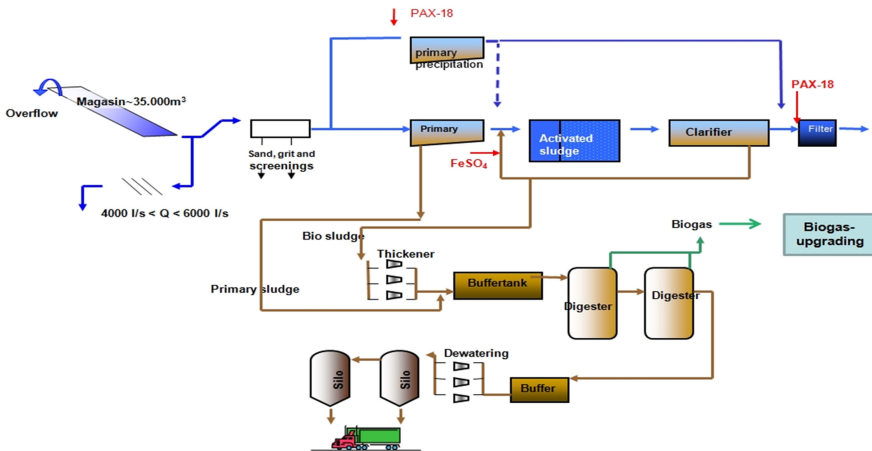 PAX-18
primary
precipitation
Magasin~35.000m³
Overflow
PAX-18
Primary
Activated
sludge
Clarifier
Filter
Sand, grit and
screenings
FeSO₄
4000 l/s < Q < 6000 l/s
Biogas
Biogas-
upgrading
Bio sludge
Thickener
Primary sludge
Buffertank
Digester
Digester
Dewatering
Silo
Silo
Buffer